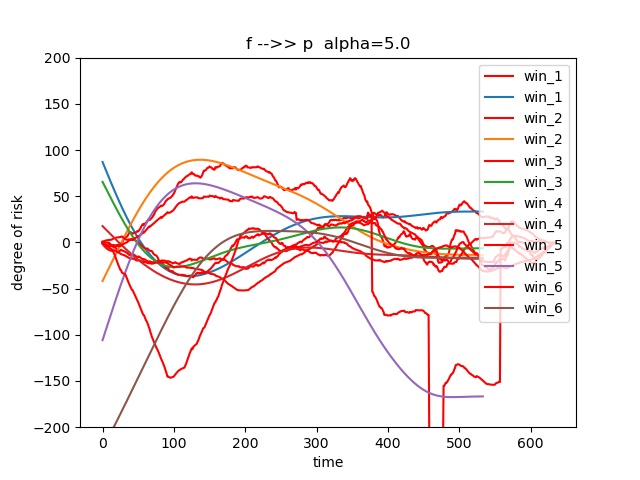 f -->> p  alpha=5.0
degree of risk
200
150
100
50
0
−50
−100
−150
−200
0 100 200 300 400 500 600
time
win_1
win_1
win_2
win_2
win_3
win_3
win_4
win_4
win_5
win_5
win_6
win_6